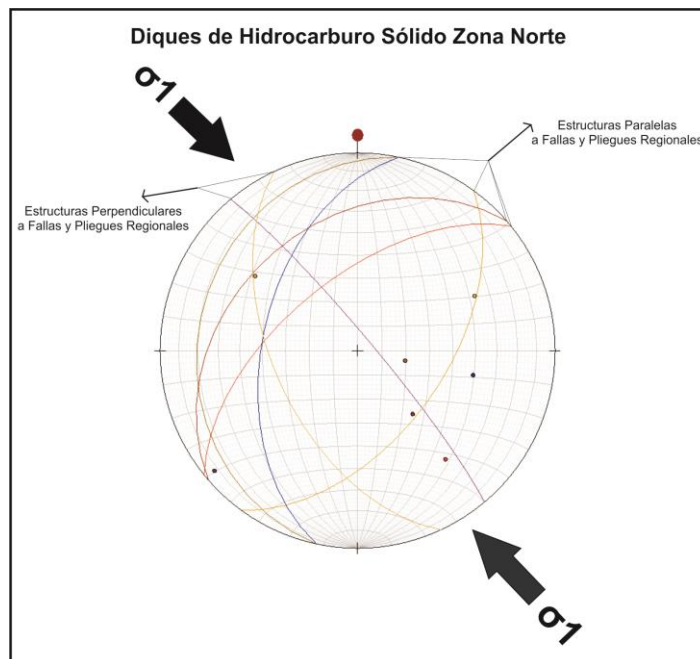 Diques de Hidrocarburo Sólido Zona Norte
σ1
Estructuras Paralelas
a Fallas y Pliegues Regionales
Estructuras Perpendiculares
a Fallas y Pliegues Regionales
σ1